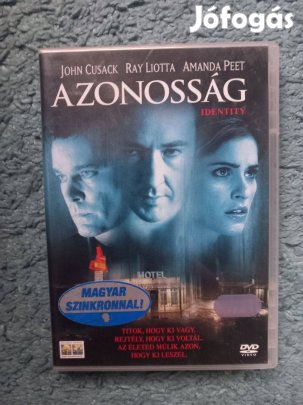 Jófogás
JOHN CUSACK RAY LIOTTA AMANDA PEET
AZONOSSÁG
IDENTITY
HOTEL
MAGYAR
SZINKRONNAL!
TITOK, HOGY KI VAGY.
REJTÉLY, HOGY KI VOLTÁL.
AZ ÉLETED MÚLIK AZON,
HOGY KI LESZEL.
DVD
VIDEO